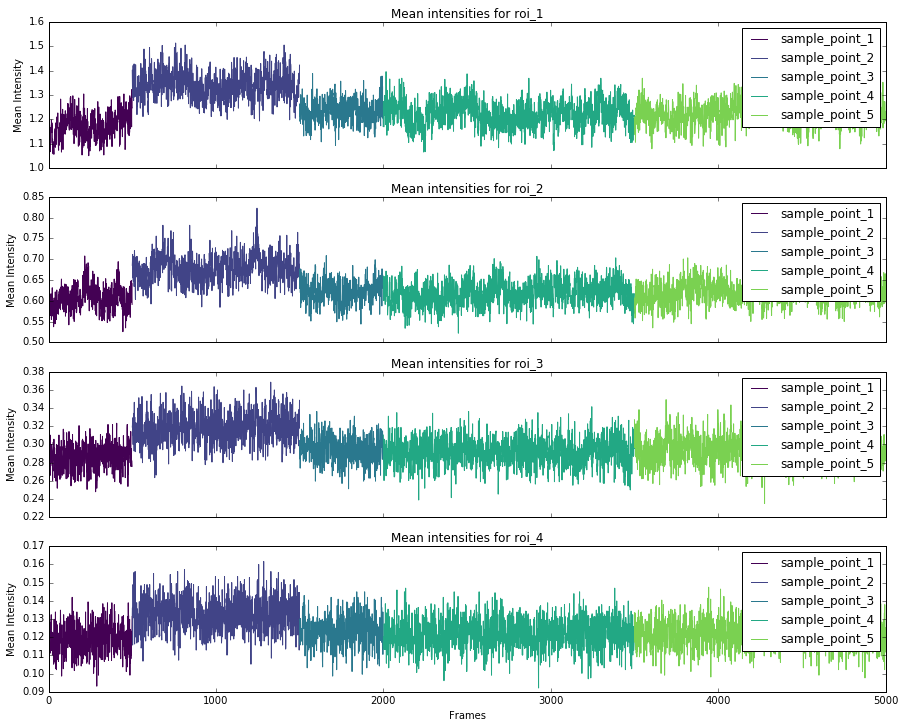 Mean intensities for roi_1
Mean Intensity
1.6
1.5
1.4
1.3
1.2
1.1
1.0
sample_point_1
sample_point_2
sample_point_3
sample_point_4
sample_point_5
Mean intensities for roi_2
Mean Intensity
0.85
0.80
0.75
0.70
0.65
0.60
0.55
0.50
sample_point_1
sample_point_2
sample_point_3
sample_point_4
sample_point_5
Mean intensities for roi_3
Mean Intensity
0.38
0.36
0.34
0.32
0.30
0.28
0.26
0.24
0.22
sample_point_1
sample_point_2
sample_point_3
sample_point_4
sample_point_5
Mean intensities for roi_4
Mean Intensity
0.17
0.16
0.15
0.14
0.13
0.12
0.11
0.10
0.09
sample_point_1
sample_point_2
sample_point_3
sample_point_4
sample_point_5
0 1000 2000 3000 4000 5000
Frames